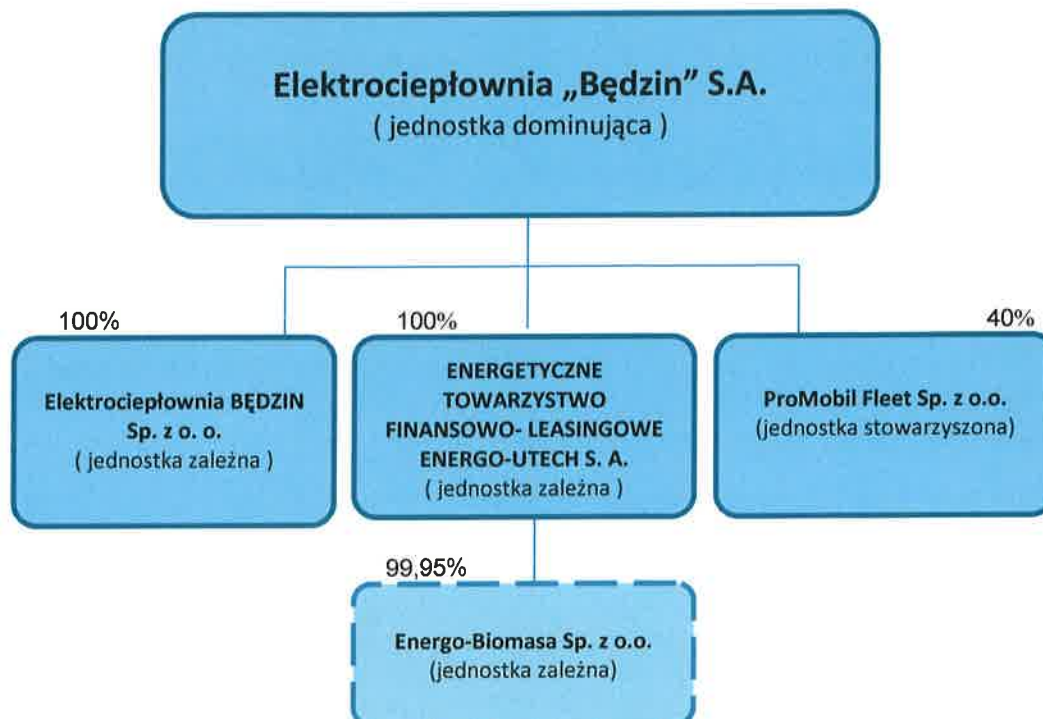 Elektrociepłownia „Będzin” S.A.
( jednostka dominująca )
100%
100%
40%
Elektrociepłownia BĘDZIN
Sp. z o. o.
( jednostka zależna )
ENERGETYCZNE
TOWARZYSTWO
FINANSOWO- LEASINGOWE
ENERGO-UTECH S. A.
( jednostka zależna )
ProMobil Fleet Sp. z o.o.
(jednostka stowarzyszona)
99,95%
Energo-Biomasa Sp. z o.o.
(jednostka zależna)